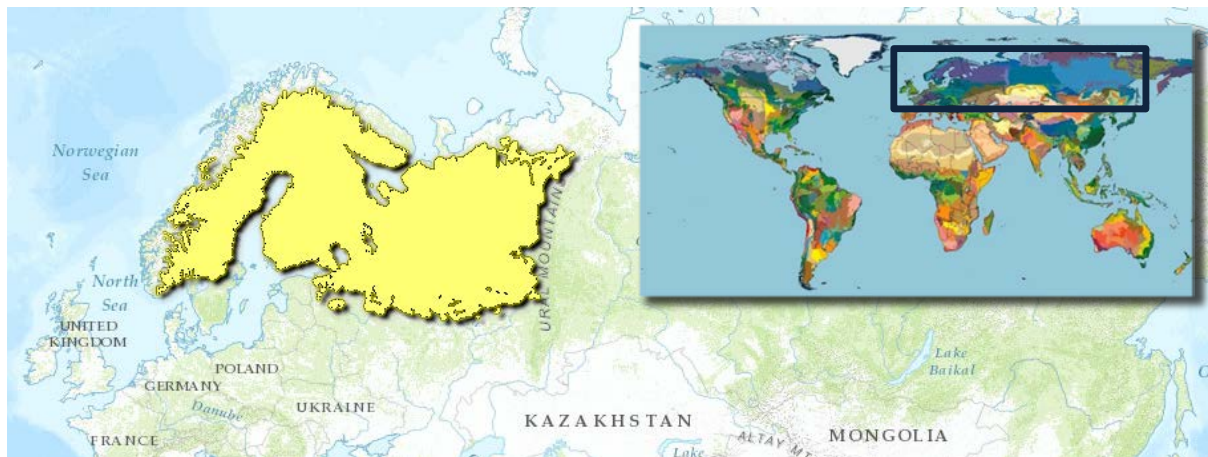 Norwegian
Sea
North
Sea
UNITED
KINGDOM
POLAND
GERMANY
Danube
UKRAINE
FRANCE
URAL MOUNTAINS
KAZAKHSTAN
Lake
Baikal
MONGOLIA
ALTAY
Lake